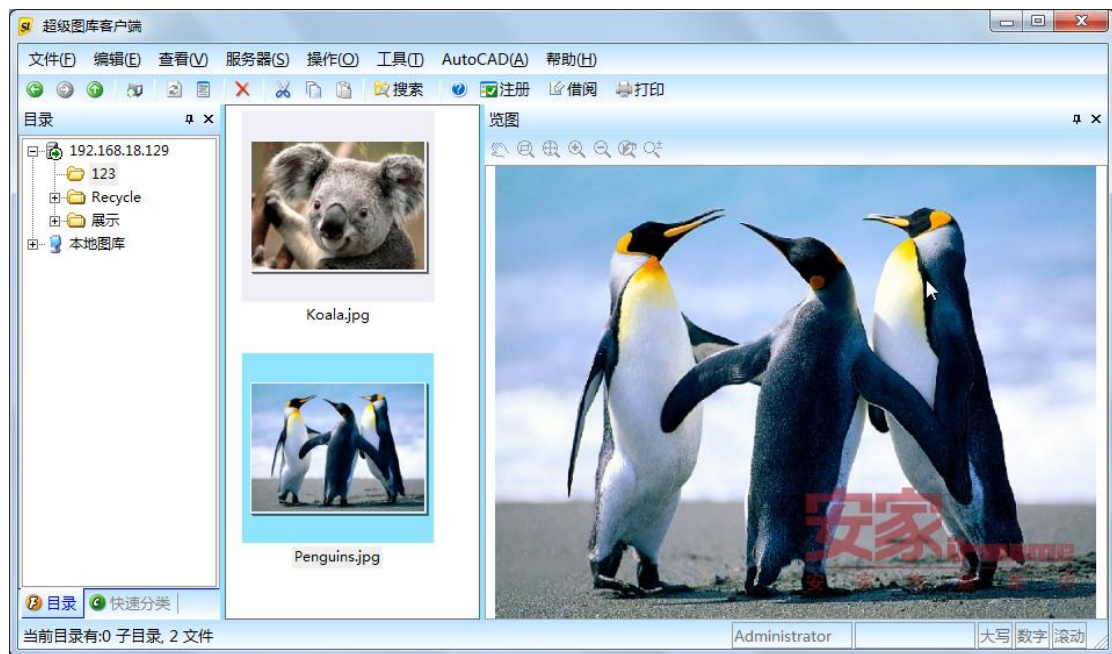 SL 超级图库客户端
文件(F) 编辑(E) 查看(V) 服务器(S) 操作(O) 工具(T) AutoCAD(A) 帮助(H)
搜索 注册 借阅 打印
目录
192.168.18.129
123
Recycle
展示
本地图库
目录 快速分类
Koala.jpg
Penguins.jpg
览图
安家
当前目录有:0 子目录, 2 文件
Administrator
大写 数字 滚动